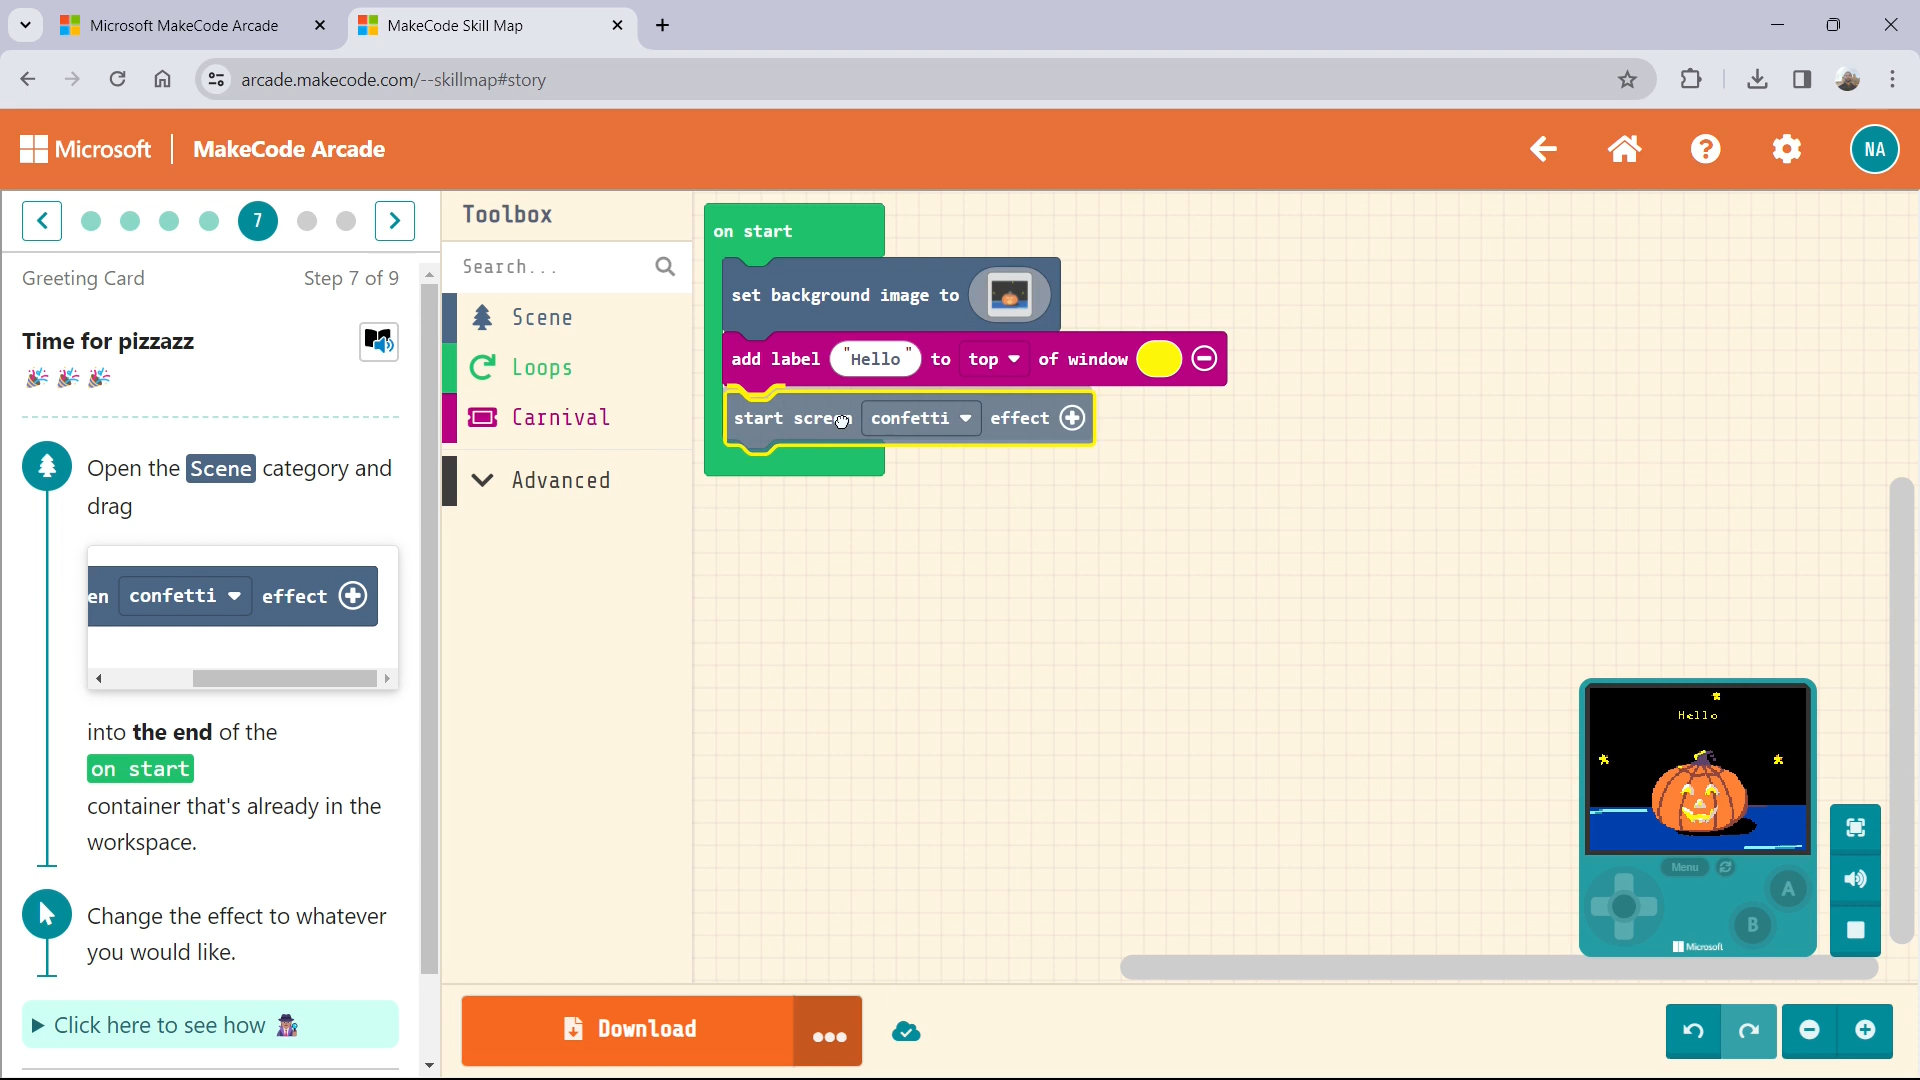 Microsoft MakeCode Arcade
MakeCode Skill Map
arcade.makecode.com/--skillmap#story
Microsoft
MakeCode Arcade
NA
7
Greeting Card
Step 7 of 9
Time for pizzazz
Open the Scene category and
drag
en confetti effect
into the end of the
on start
container that's already in the
workspace.
Change the effect to whatever
you would like.
Click here to see how
Toolbox
Search...
Scene
Loops
Carnival
Advanced
on start
set background image to
add label "Hello" to top of window
start screen confetti effect
Hello
Menu
A
B
Microsoft
Download